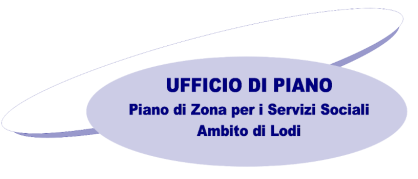 UFFICIO DI PIANO
Piano di Zona per i Servizi Sociali
Ambito di Lodi